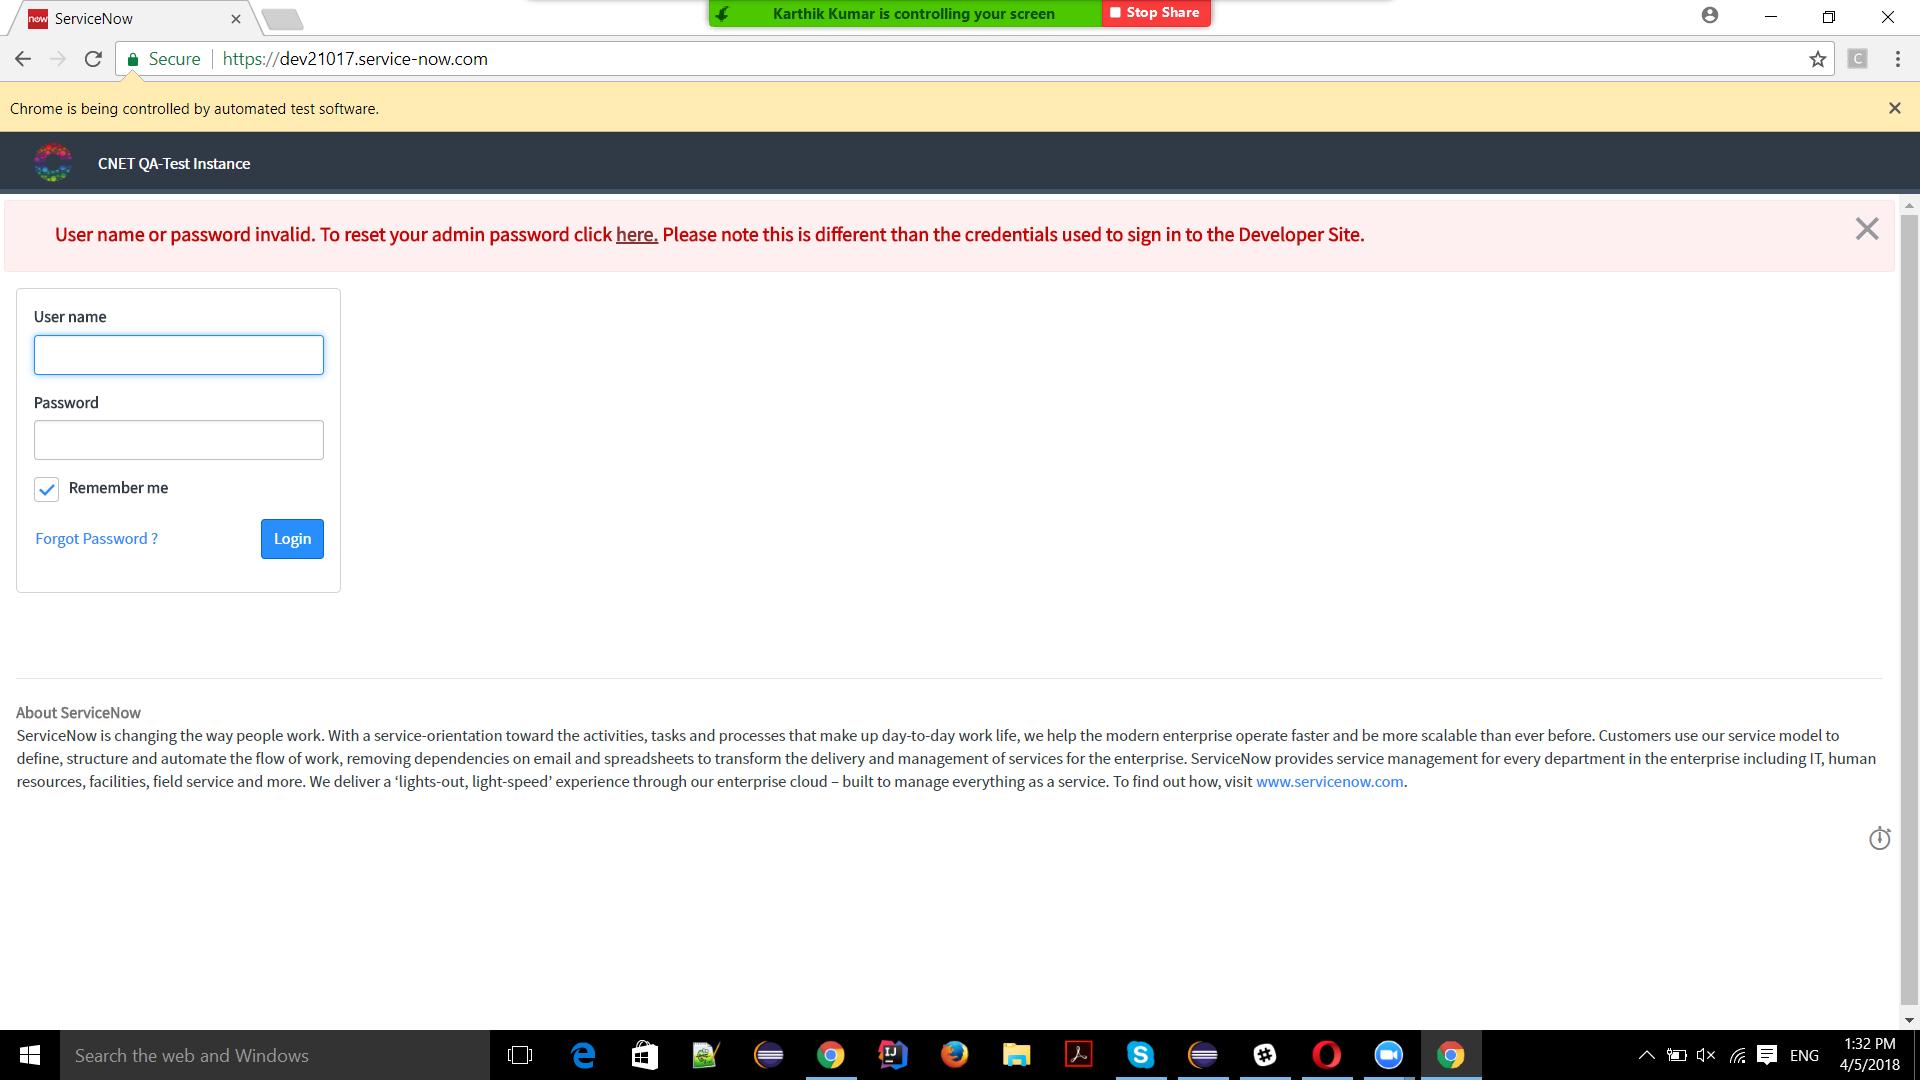 now ServiceNow
Karthik Kumar is controlling your screen
Stop Share
Secure
https://dev21017.service-now.com
C
Chrome is being controlled by automated test software.
CNET QA-Test Instance
User name or password invalid. To reset your admin password click here. Please note this is different than the credentials used to sign in to the Developer Site.
User name
Password
Remember me
Forgot Password ?
Login
About ServiceNow
ServiceNow is changing the way people work. With a service-orientation toward the activities, tasks and processes that make up day-to-day work life, we help the modern enterprise operate faster and be more scalable than ever before. Customers use our service model to
define, structure and automate the flow of work, removing dependencies on email and spreadsheets to transform the delivery and management of services for the enterprise. ServiceNow provides service management for every department in the enterprise including IT, human
resources, facilities, field service and more. We deliver a ‘lights-out, light-speed’ experience through our enterprise cloud – built to manage everything as a service. To find out how, visit www.servicenow.com.
Search the web and Windows
IJ
ENG
1:32 PM
4/5/2018